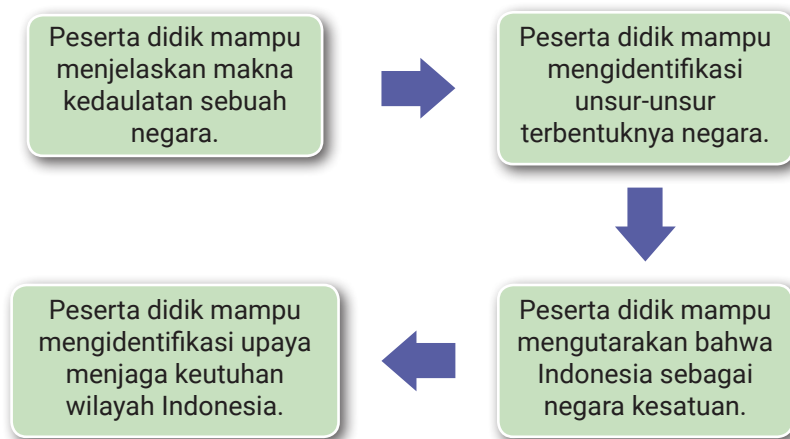 Peserta didik mampu
menjelaskan makna
kedaulatan sebuah
negara.
Peserta didik mampu
mengidentifikasi
unsur-unsur
terbentuknya negara.
Peserta didik mampu
mengutarakan bahwa
Indonesia sebagai
negara kesatuan.
Peserta didik mampu
mengidentifikasi upaya
menjaga keutuhan
wilayah Indonesia.